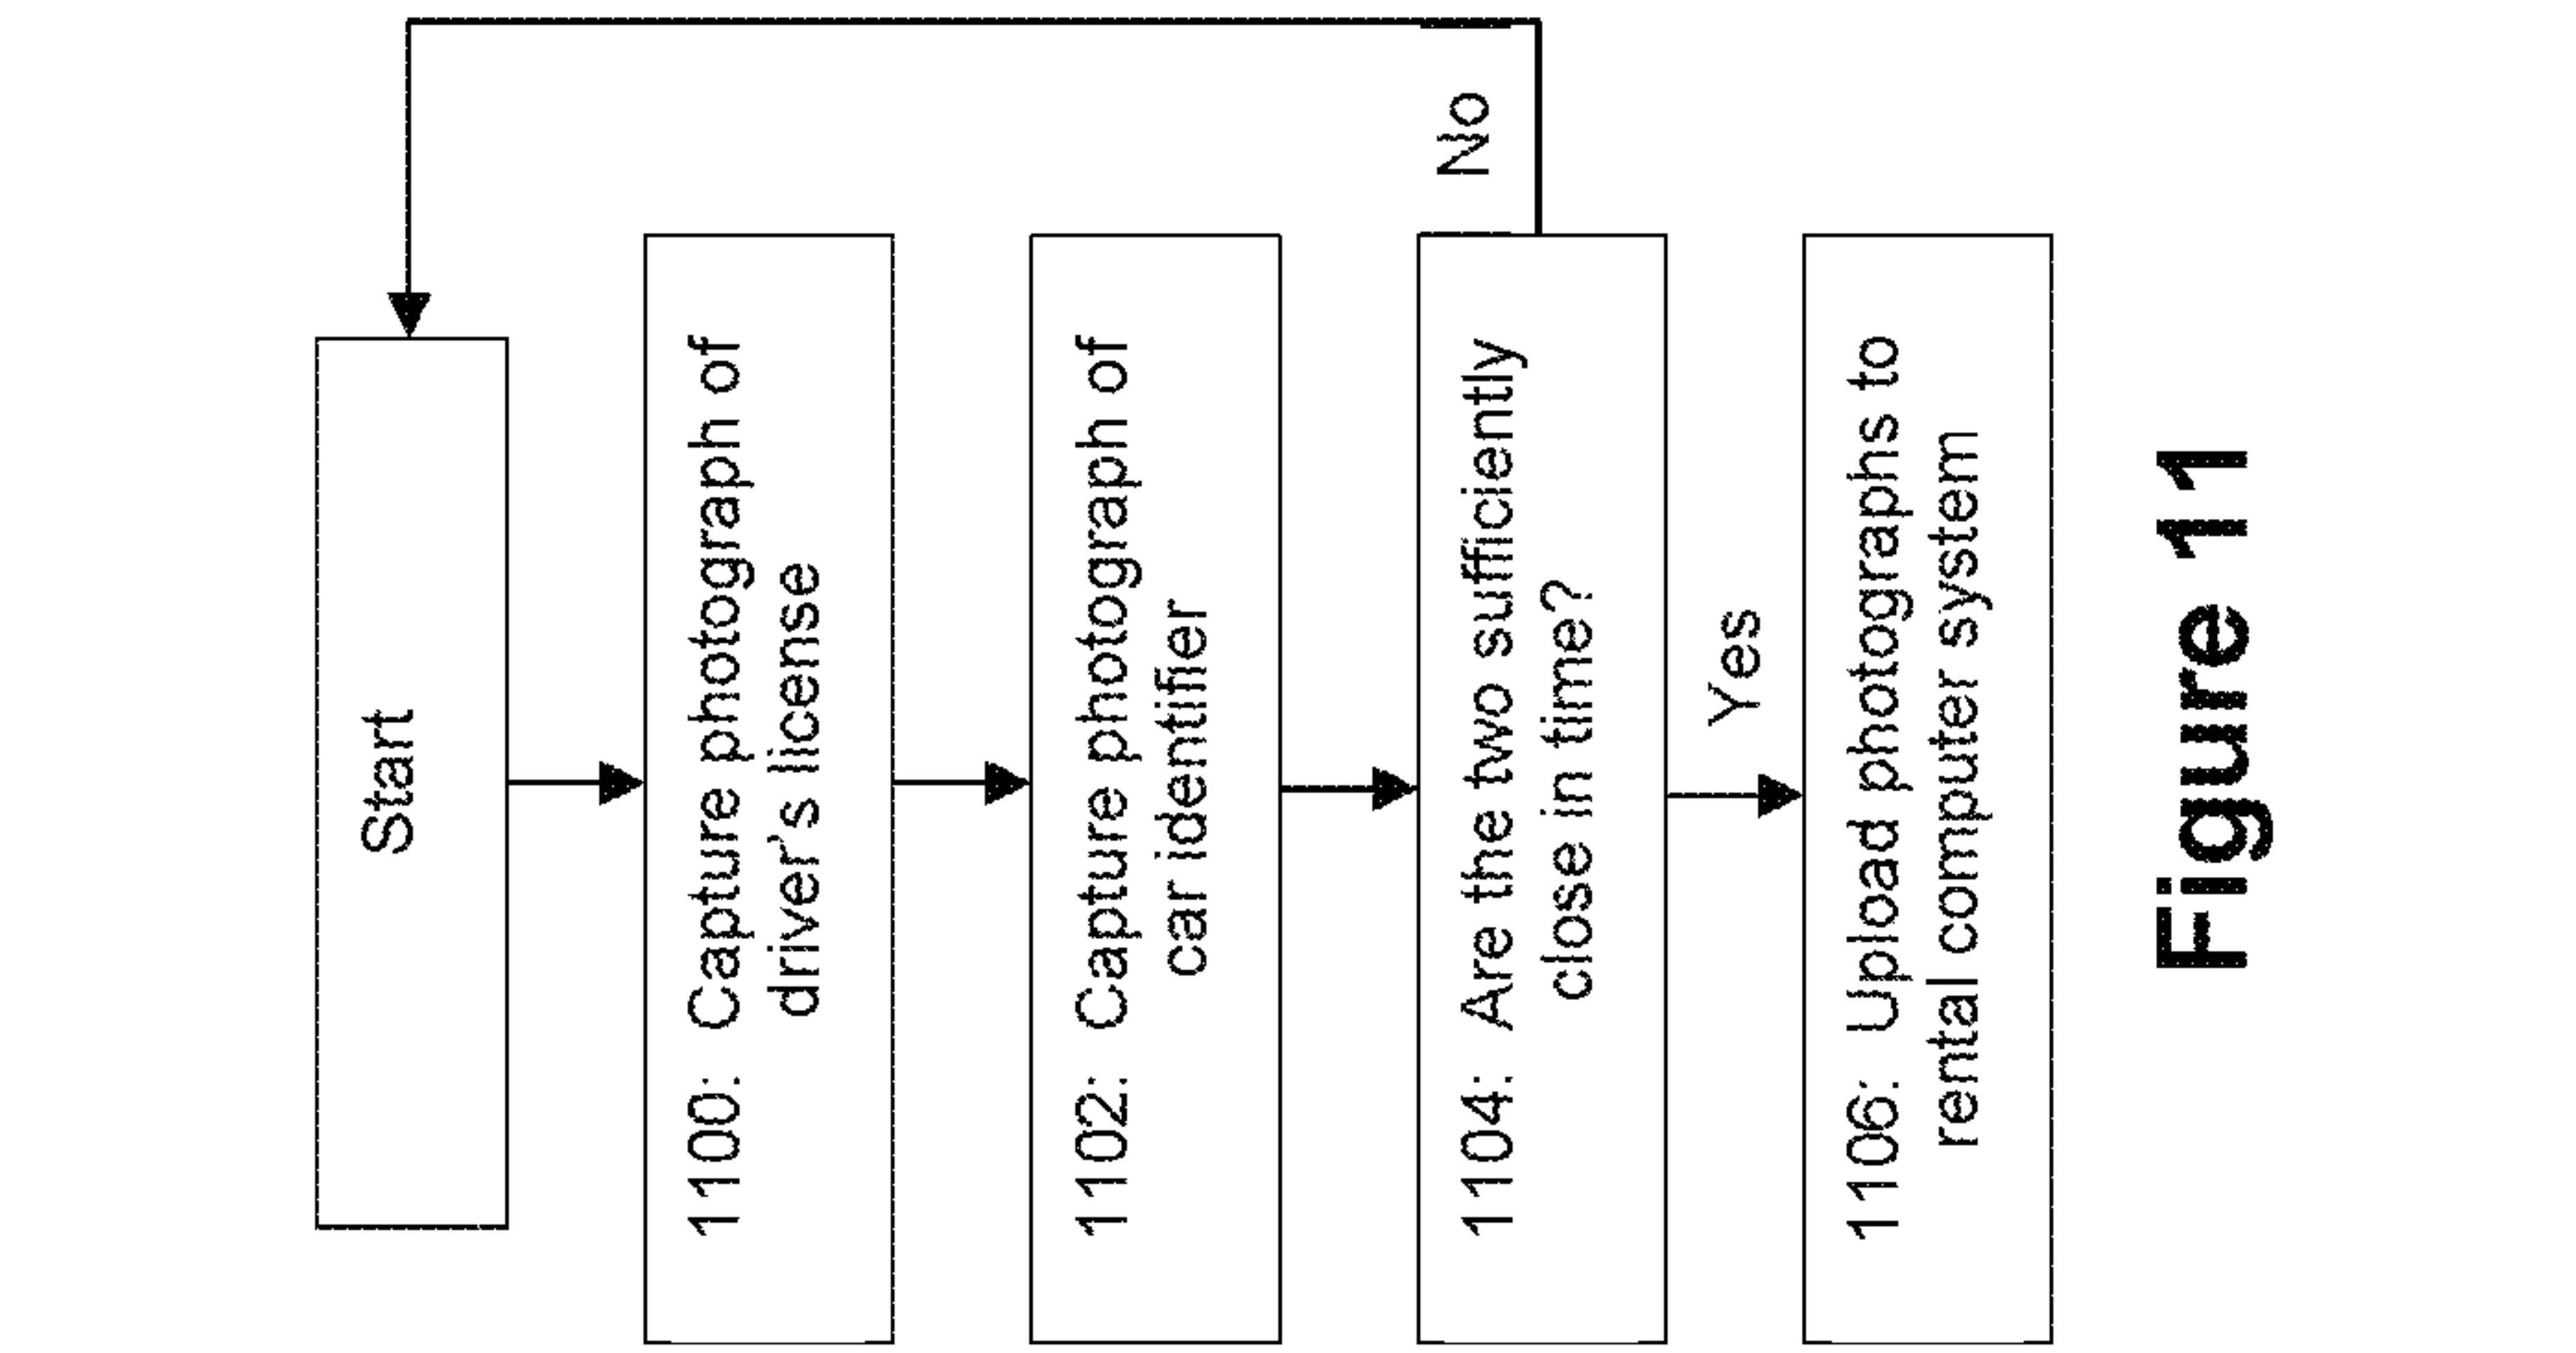 Start
1100: Capture photograph of
driver's license
1102: Capture photograph of
car identifier
1104: Are the two sufficiently
close in time?
No
Yes
1106: Upload photographs to
rental computer system
Figure 11